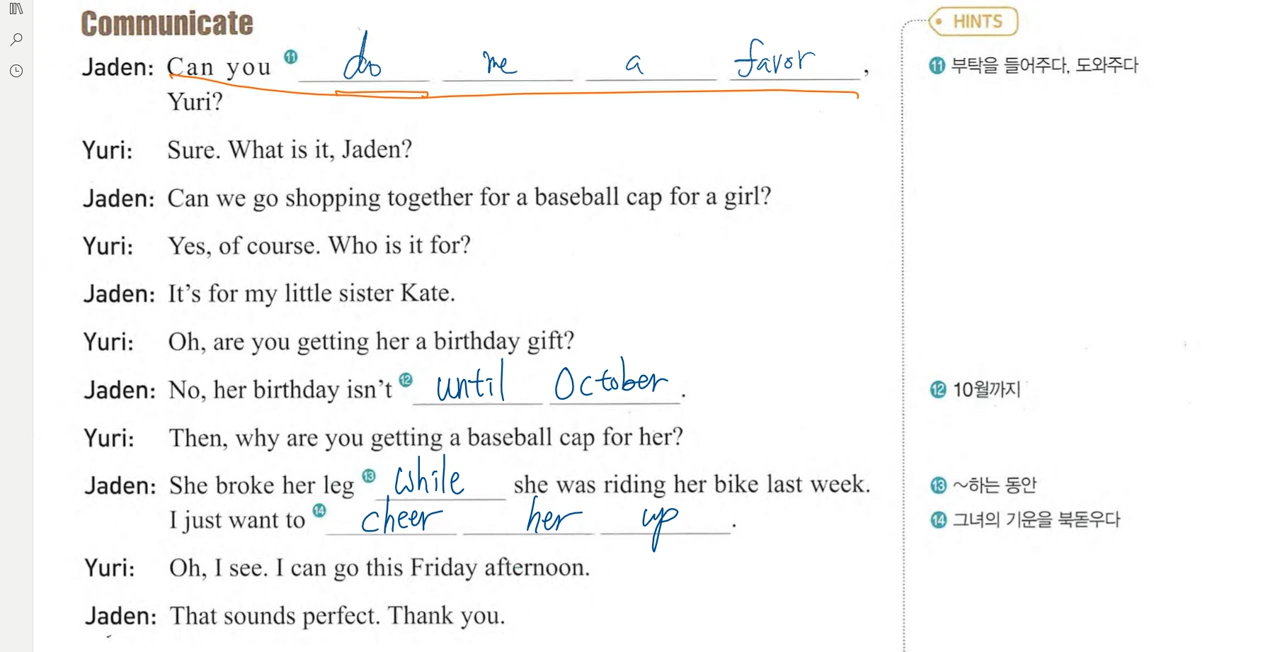 Communicate
HINTS
Jaden: Can you ⑪ do me a favor,
⑪ 부탁을 들어주다, 도와주다
Yuri?
Yuri: Sure. What is it, Jaden?
Jaden: Can we go shopping together for a baseball cap for a girl?
Yuri: Yes, of course. Who is it for?
Jaden: It's for my little sister Kate.
Yuri: Oh, are you getting her a birthday gift?
Jaden: No, her birthday isn't ⑫ until October.
⑫ 10월까지
Yuri: Then, why are you getting a baseball cap for her?
Jaden: She broke her leg ⑬ while she was riding her bike last week.
⑬ ~하는 동안
I just want to ⑭ cheer her up.
⑭ 그녀의 기운을 북돋우다
Yuri: Oh, I see. I can go this Friday afternoon.
Jaden: That sounds perfect. Thank you.